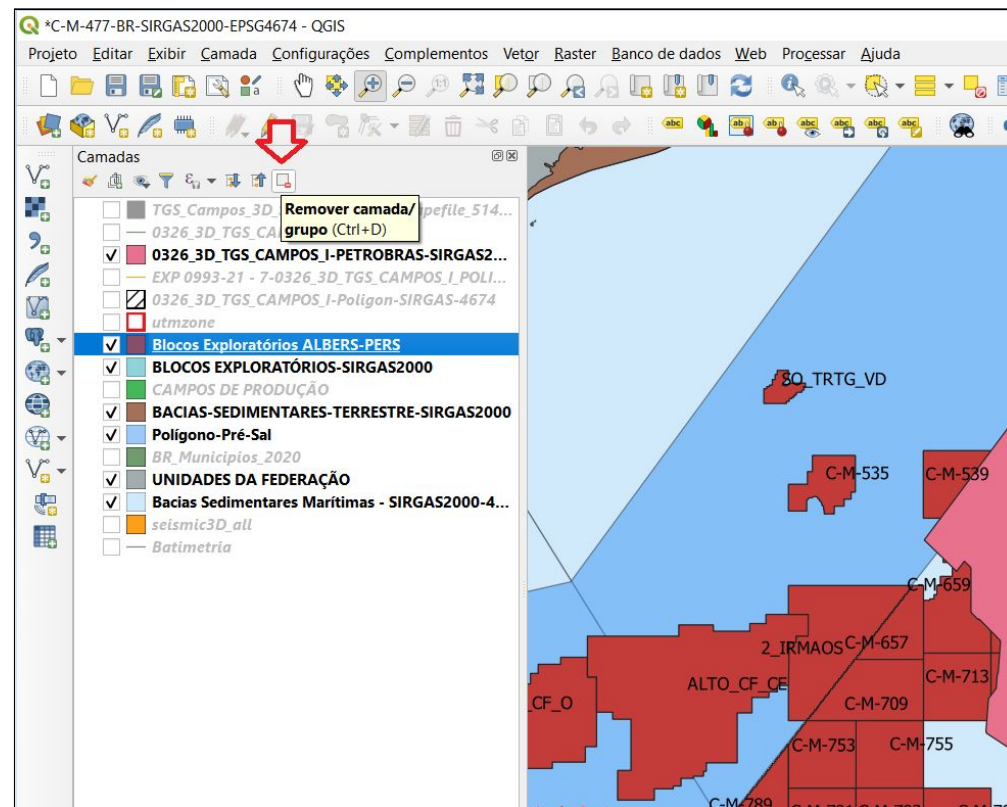 *C-M-477-BR-SIRGAS2000-EPSG4674 - QGIS
Projeto Editar Exibir Camada Configurações Complementos Vetor Raster Banco de dados Web Processar Ajuda
Camadas
TGS_Campos_3D_ apefile_514...
Remover camada/
grupo (Ctrl+D)
0326_3D_TGS_CA
0326_3D_TGS_CAMPOS_I-PETROBRAS-SIRGAS2...
EXP 0993-21 - 7-0326_3D_TGS_CAMPOS_I_POLI...
0326_3D_TGS_CAMPOS_I-Poligon-SIRGAS-4674
utmzone
Blocos Exploratórios ALBERS-PERS
BLOCOS EXPLORATÓRIOS-SIRGAS2000
CAMPOS DE PRODUÇÃO
BACIAS-SEDIMENTARES-TERRESTRE-SIRGAS2000
Polígono-Pré-Sal
BR_Municipios_2020
UNIDADES DA FEDERAÇÃO
Bacias Sedimentares Marítimas - SIRGAS2000-4...
seismic3D_all
Batimetria
SO_TRTG_VD
C-M-535
C-M-539
C-M-659
2_IRMAOS
C-M-657
ALTO_CF_CE
C-M-713
_CF_O
C-M-709
C-M-753
C-M-755
C-M-789